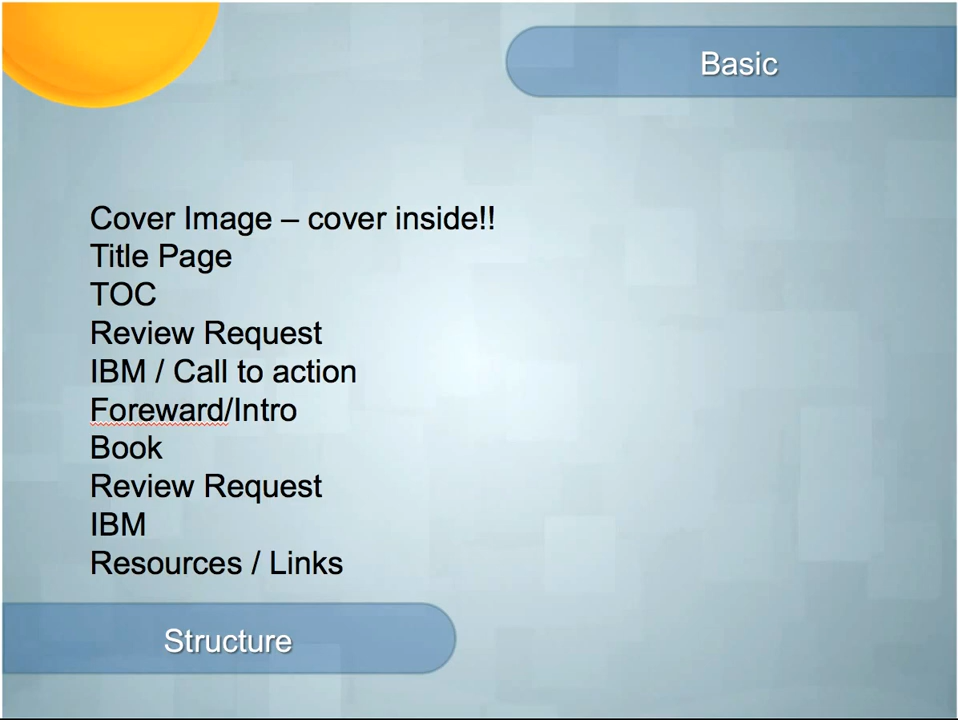 Basic
Cover Image – cover inside!!
Title Page
TOC
Review Request
IBM / Call to action
Foreward/Intro
Book
Review Request
IBM
Resources / Links
Structure